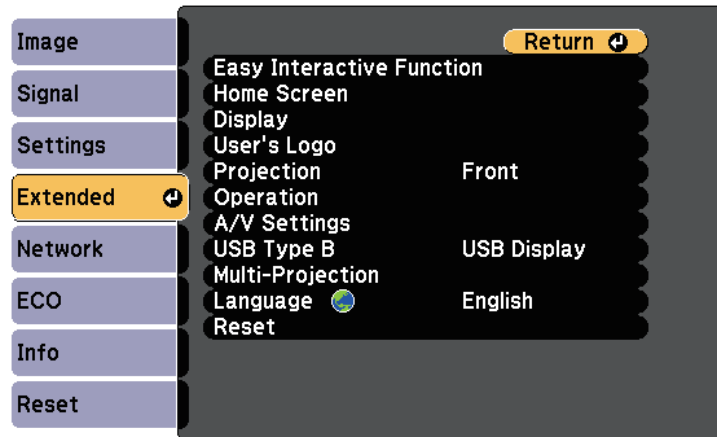 Image
Signal
Settings
Extended
Network
ECO
Info
Reset
Return
Easy Interactive Function
Home Screen
Display
User's Logo
Projection Front
Operation
A/V Settings
USB Type B USB Display
Multi-Projection
Language English
Reset